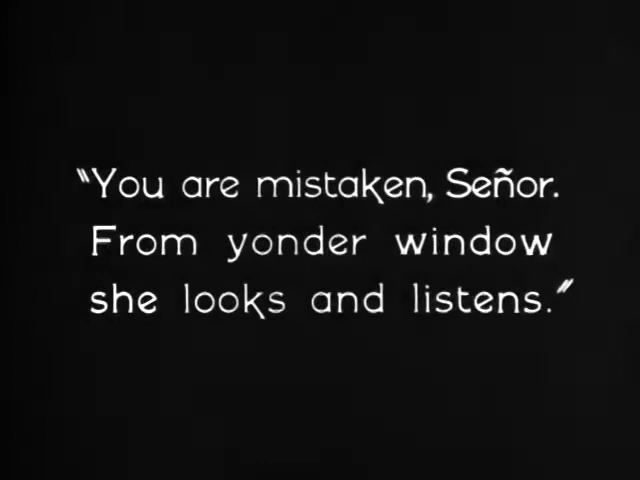 "You are mistaken, Señor.
From yonder window
she looks and listens."